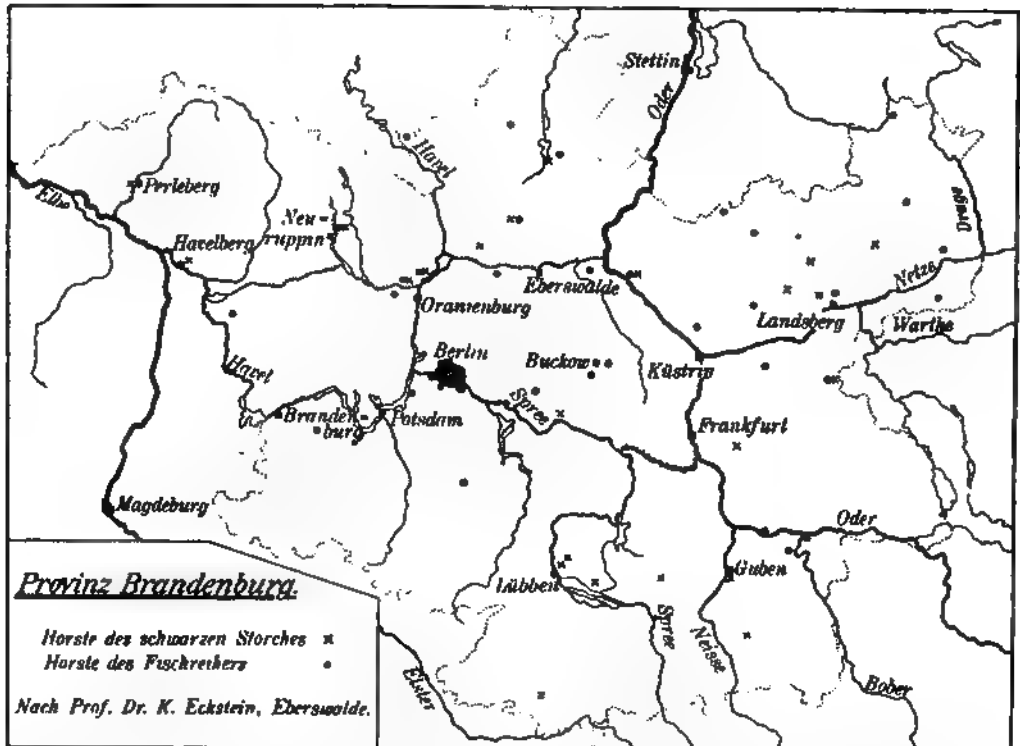 Stettin
Oder
Havel
Perleberg
Elbe
Neu-
ruppin
Havelberg
Drage
Netze
Eberswalde
Oranienburg
Landsberg
Warthe
Berlin
Buckow
Küstrin
Havel
Spree
Branden
burg
Potsdam
Frankfurt
Magdeburg
Oder
Guben
Lübben
Spree
Neisse
Bober
Elster
Provinz Brandenburg.
Horste des schwarzen Storches ×
Horste des Fischreihers •
Nach Prof. Dr. K. Eckstein, Eberswalde.